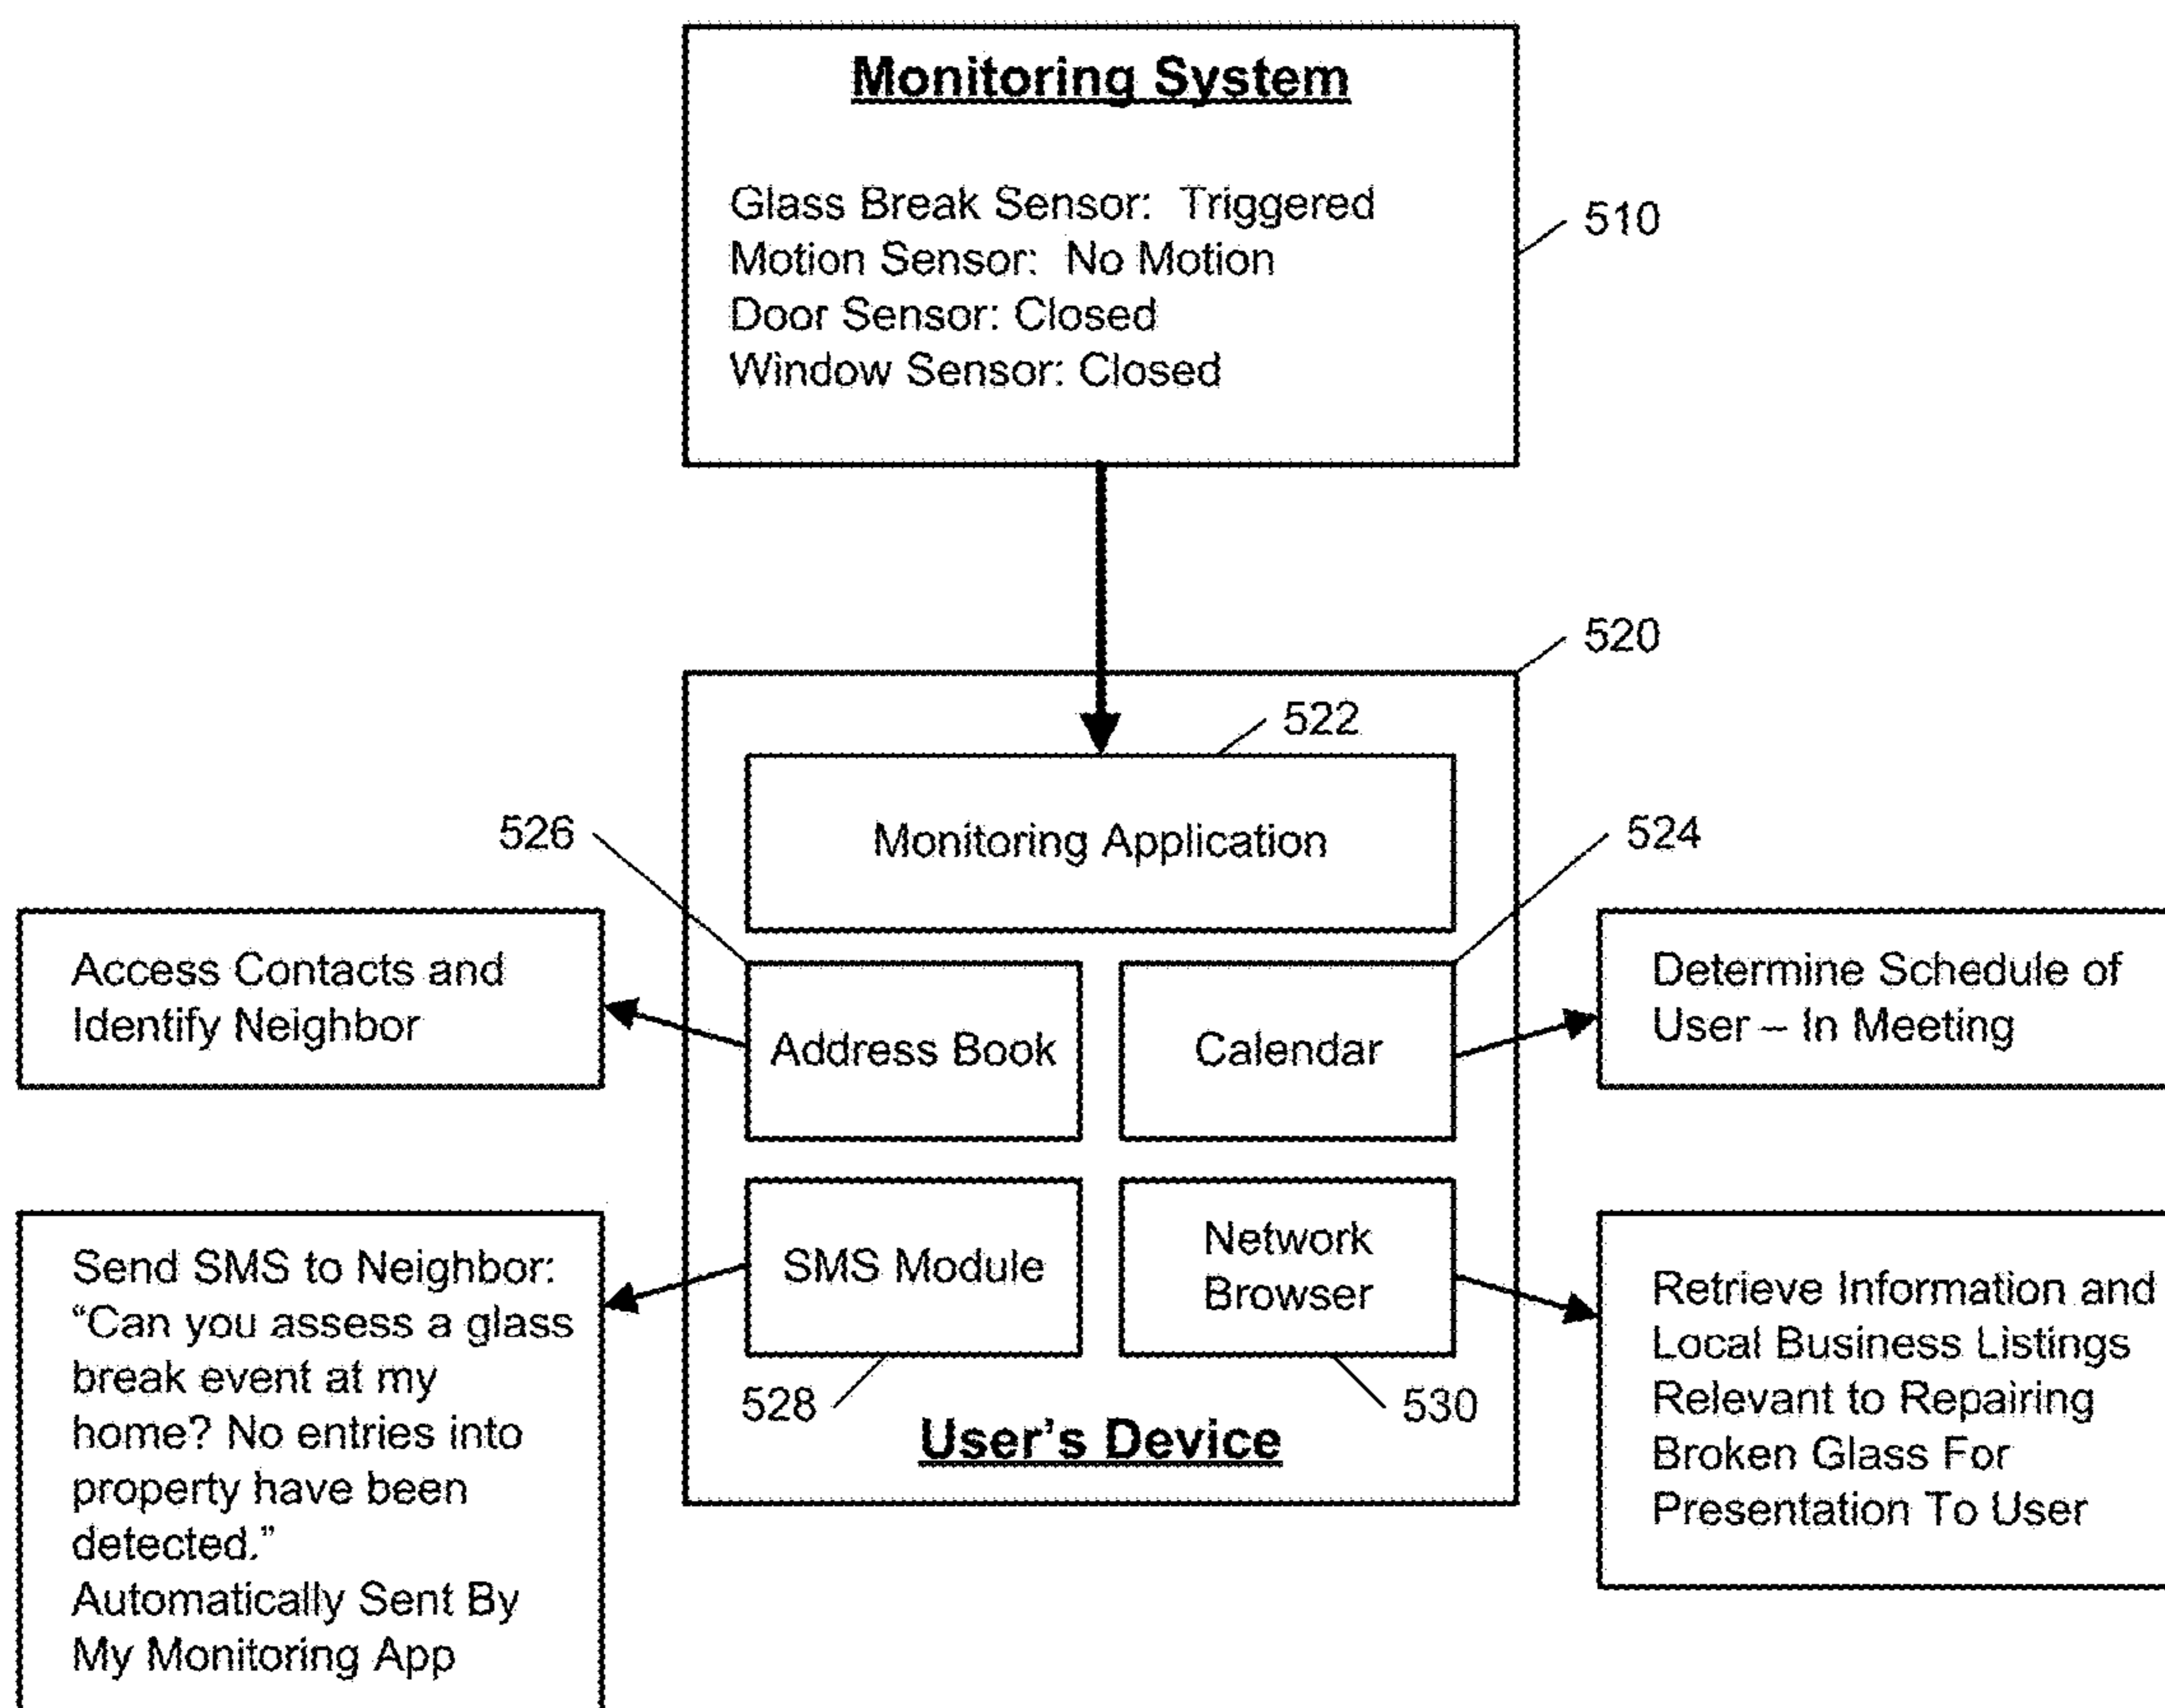 Monitoring System
Glass Break Sensor: Triggered
Motion Sensor: No Motion
Door Sensor: Closed
Window Sensor: Closed
510
520
522
Monitoring Application
526
524
Access Contacts and
Identify Neighbor
Address Book
Calendar
Determine Schedule of
User – In Meeting
Send SMS to Neighbor:
“Can you assess a glass
break event at my
home? No entries into
property have been
detected.”
Automatically Sent By
My Monitoring App
SMS Module
Network
Browser
Retrieve Information and
Local Business Listings
Relevant to Repairing
Broken Glass For
Presentation To User
528
530
User’s Device